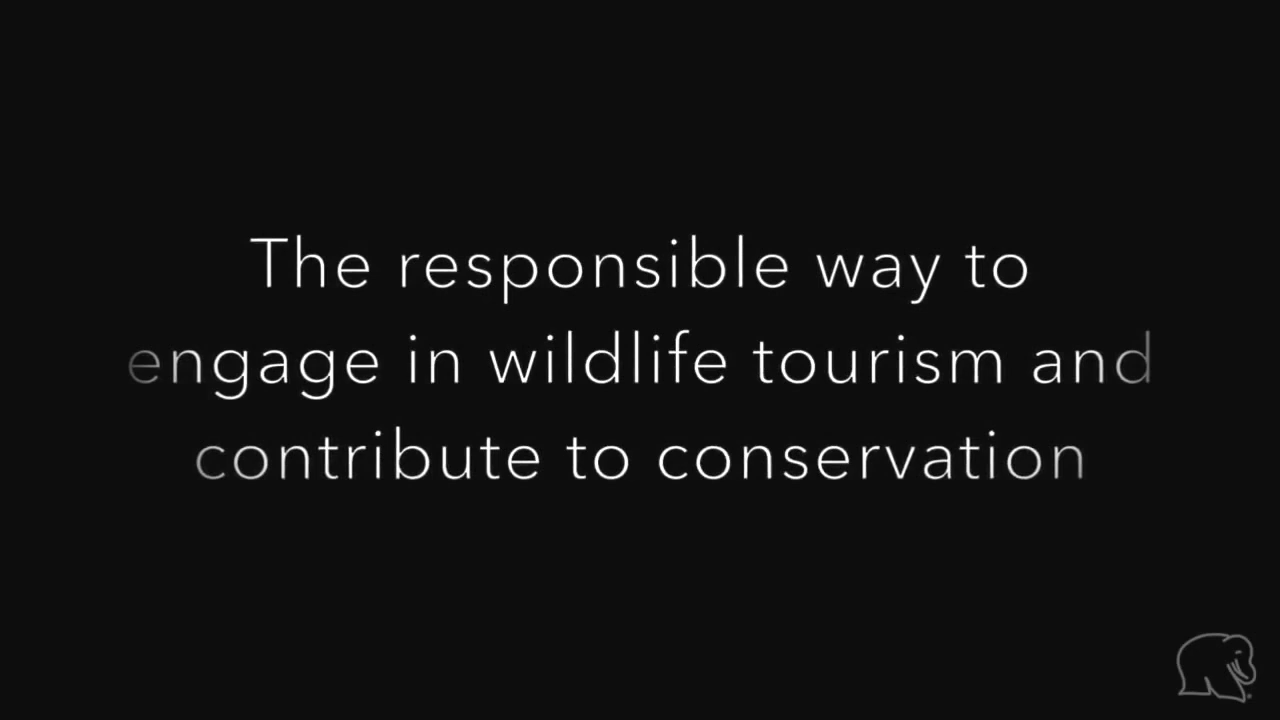 The responsible way to
engage in wildlife tourism and
contribute to conservation